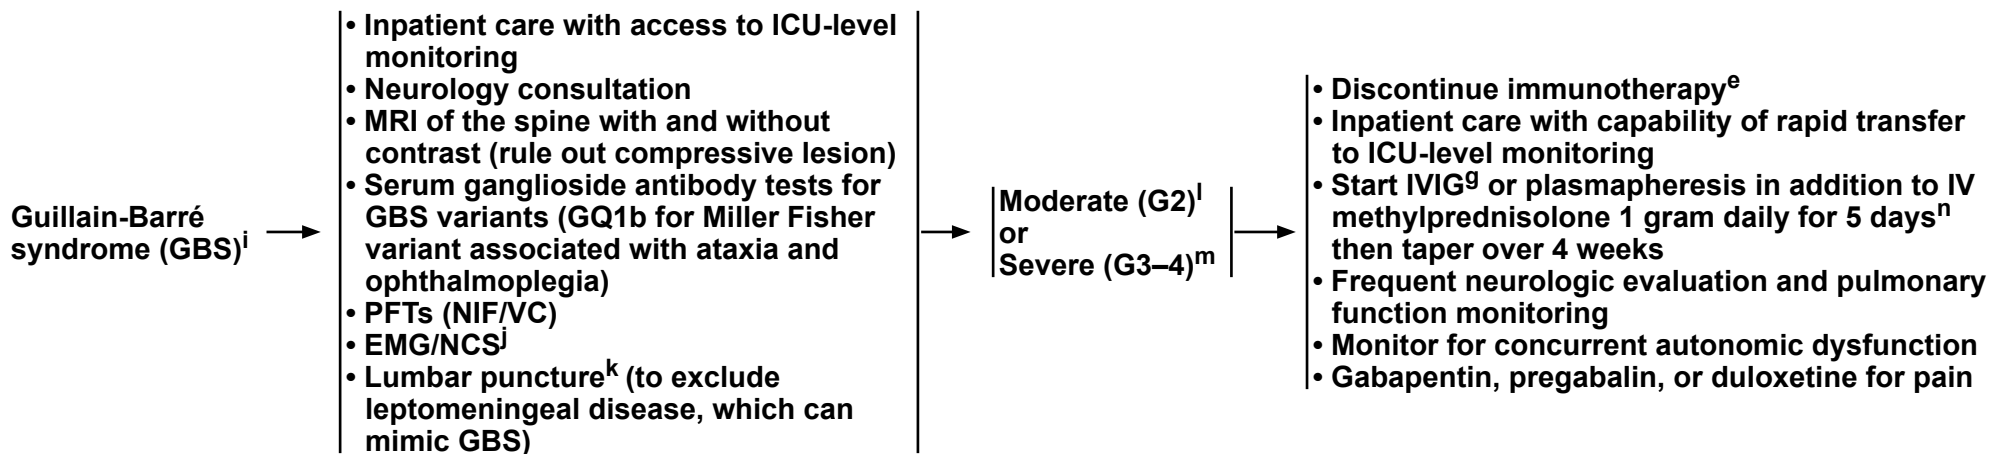 Guillain-Barré
syndrome (GBS)i
• Inpatient care with access to ICU-level
monitoring
• Neurology consultation
• MRI of the spine with and without
contrast (rule out compressive lesion)
• Serum ganglioside antibody tests for
GBS variants (GQ1b for Miller Fisher
variant associated with ataxia and
ophthalmoplegia)
• PFTs (NIF/VC)
• EMG/NCSj
• Lumbar puncturek (to exclude
leptomeningeal disease, which can
mimic GBS)
Moderate (G2)l
or
Severe (G3–4)m
• Discontinue immunotherapye
• Inpatient care with capability of rapid transfer
to ICU-level monitoring
• Start IVIGg or plasmapheresis in addition to IV
methylprednisolone 1 gram daily for 5 daysn
then taper over 4 weeks
• Frequent neurologic evaluation and pulmonary
function monitoring
• Monitor for concurrent autonomic dysfunction
• Gabapentin, pregabalin, or duloxetine for pain